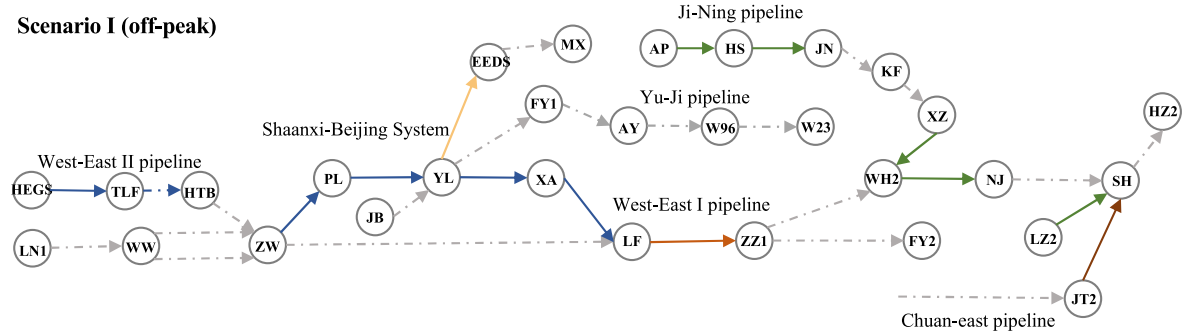 Scenario I (off-peak)
Ji-Ning pipeline
MX
AP
HS
JN
EEDS
KF
FY1
Yu-Ji pipeline
XZ
HZ2
Shaanxi-Beijing System
AY
W96
W23
West-East II pipeline
PL
YL
XA
WH2
NJ
SH
HEGS
TLF
HTB
JB
West-East I pipeline
LN1
WW
ZW
LF
ZZ1
FY2
LZ2
JT2
Chuan-east pipeline